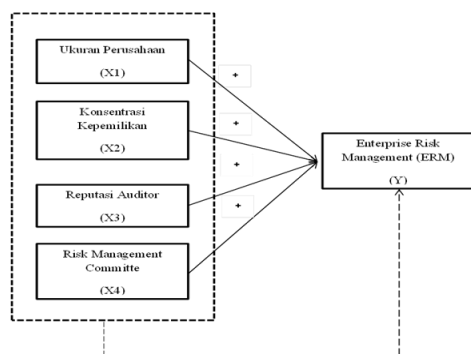 Ukuran Perusahaan
(X1)
+
Konsentrasi
Kepemilikan
(X2)
+
Enterprise Risk
Management (ERM)
(Y)
+
Reputasi Auditor
(X3)
+
Risk Management
Committe
(X4)